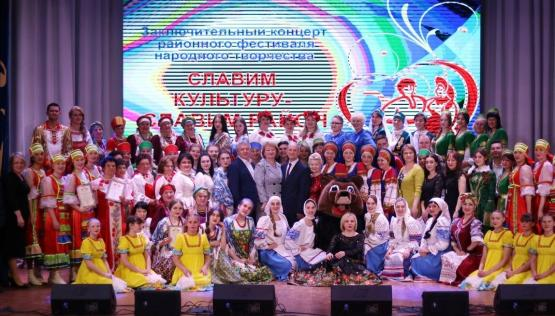 Заключительный концерт
районного фестиваля
народного творчества
СЛАВИМ
КУЛЬТУРУ-